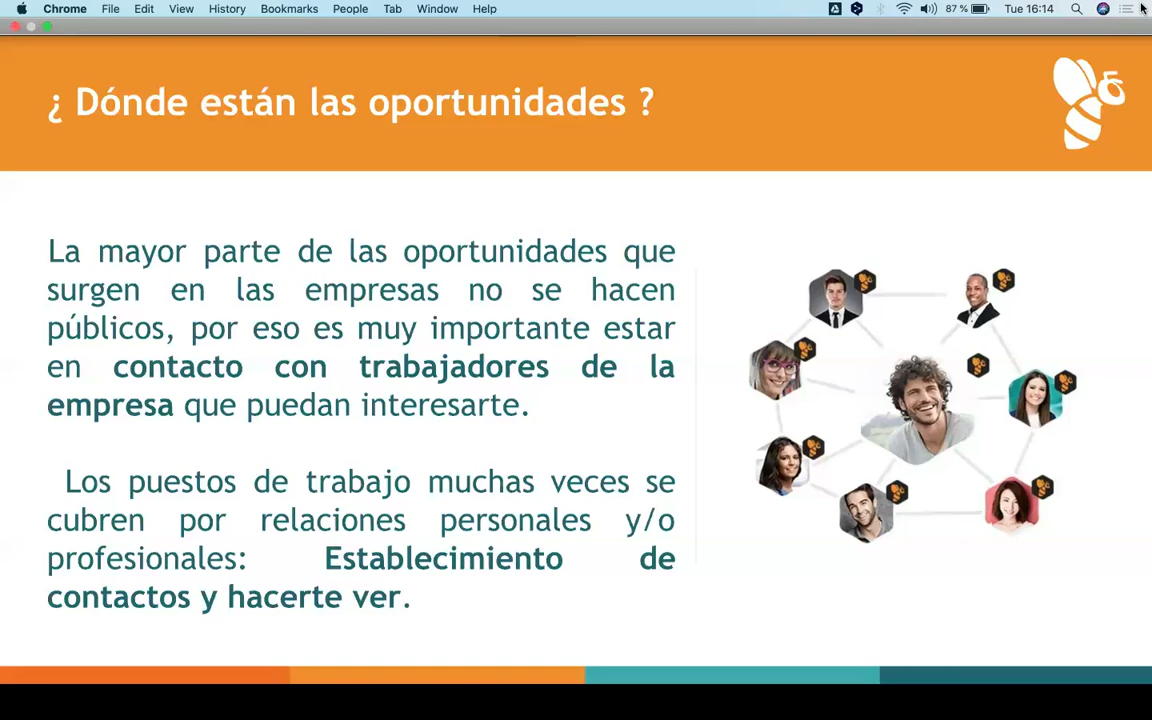 Chrome File Edit View History Bookmarks People Tab Window Help 87 % Tue 16:14
¿ Dónde están las oportunidades ?
La mayor parte de las oportunidades que
surgen en las empresas no se hacen
públicos, por eso es muy importante estar
en contacto con trabajadores de la
empresa que puedan interesarte.
Los puestos de trabajo muchas veces se
cubren por relaciones personales y/o
profesionales: Establecimiento de
contactos y hacerte ver.